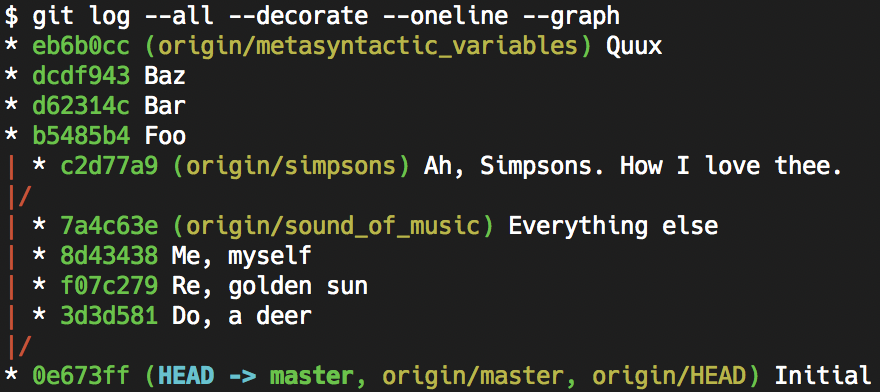 $ git log --all --decorate --oneline --graph
* eb6b0cc (origin/metasyntactic_variables) Quux
* dcdf943 Baz
* d62314c Bar
* b5485b4 Foo
| * c2d77a9 (origin/simpsons) Ah, Simpsons. How I love thee.
|/
| * 7a4c63e (origin/sound_of_music) Everything else
| * 8d43438 Me, myself
| * f07c279 Re, golden sun
| * 3d3d581 Do, a deer
|/
* 0e673ff (HEAD -> master, origin/master, origin/HEAD) Initial